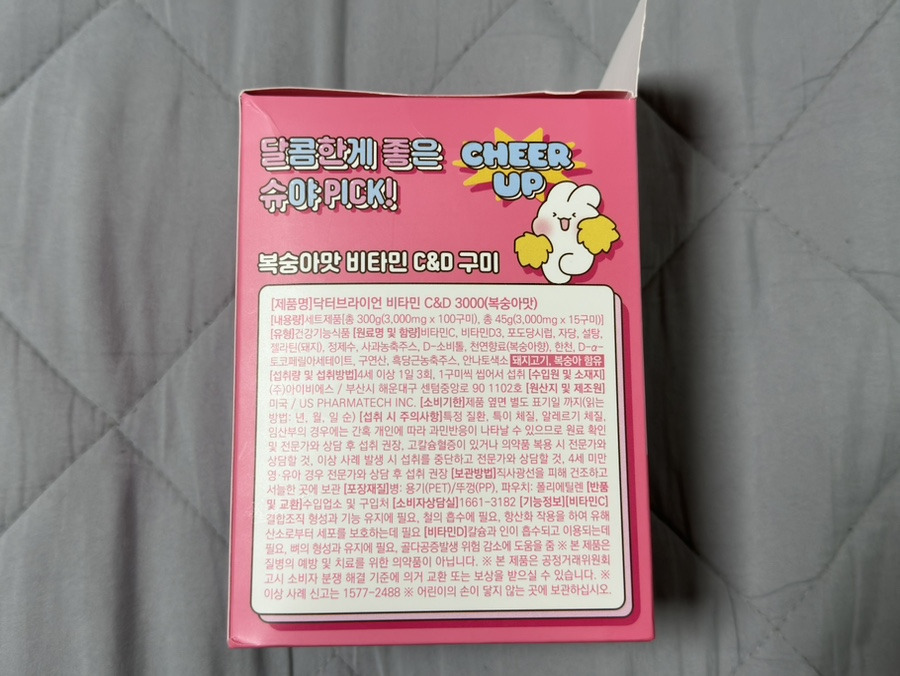 달콤한게 좋은
슈야 PICK!
CHEER
UP
복숭아맛 비타민 C&D 구미
[제품명]닥터브라이언 비타민 C&D 3000(복숭아맛)
[내용량]세트제품[총 300g(3,000mg x 100구미), 총 45g(3,000mg x 15구미)]
[유형]건강기능식품 [원료명 및 함량]비타민C, 비타민D3, 포도당시럽, 자당, 설탕,
젤라틴(돼지), 정제수, 사과농축주스, D-소비톨, 천연향료(복숭아향), 한천, D-α-
토코페릴아세테이트, 구연산, 흑당근농축주스, 안나토색소 돼지고기, 복숭아 함유
[섭취량 및 섭취방법]4세 이상 1일 3회, 1구미씩 씹어서 섭취 [수입원 및 소재지]
(주)아이비에스 / 부산시 해운대구 센텀중앙로 90 1102호 [원산지 및 제조원]
미국 / US PHARMATECH INC. [소비기한]제품 옆면 별도 표기일 까지(읽는
방법: 년, 월, 일 순) [섭취 시 주의사항]특정 질환, 특이 체질, 알레르기 체질,
임산부의 경우에는 간혹 개인에 따라 과민반응이 나타날 수 있으므로 원료 확인
및 전문가와 상담 후 섭취 권장, 고칼슘혈증이 있거나 의약품 복용 시 전문가와
상담할 것, 이상 사례 발생 시 섭취를 중단하고 전문가와 상담할 것, 4세 미만
영·유아 경우 전문가와 상담 후 섭취 권장 [보관방법]직사광선을 피해 건조하고
서늘한 곳에 보관 [포장재질]병: 용기(PET)/뚜껑(PP), 파우치: 폴리에틸렌 [반품
및 교환]수입업소 및 구입처 [소비자상담실]1661-3182 [기능정보][비타민C]
결합조직 형성과 기능 유지에 필요, 철의 흡수에 필요, 항산화 작용을 하여 유해
산소로부터 세포를 보호하는데 필요 [비타민D]칼슘과 인이 흡수되고 이용되는데
필요, 뼈의 형성과 유지에 필요, 골다공증발생 위험 감소에 도움을 줌 ※ 본 제품은
질병의 예방 및 치료를 위한 의약품이 아닙니다. ※ 본 제품은 공정거래위원회
고시 소비자 분쟁 해결 기준에 의거 교환 또는 보상을 받으실 수 있습니다. ※
이상 사례 신고는 1577-2488 ※ 어린이의 손이 닿지 않는 곳에 보관하십시오.